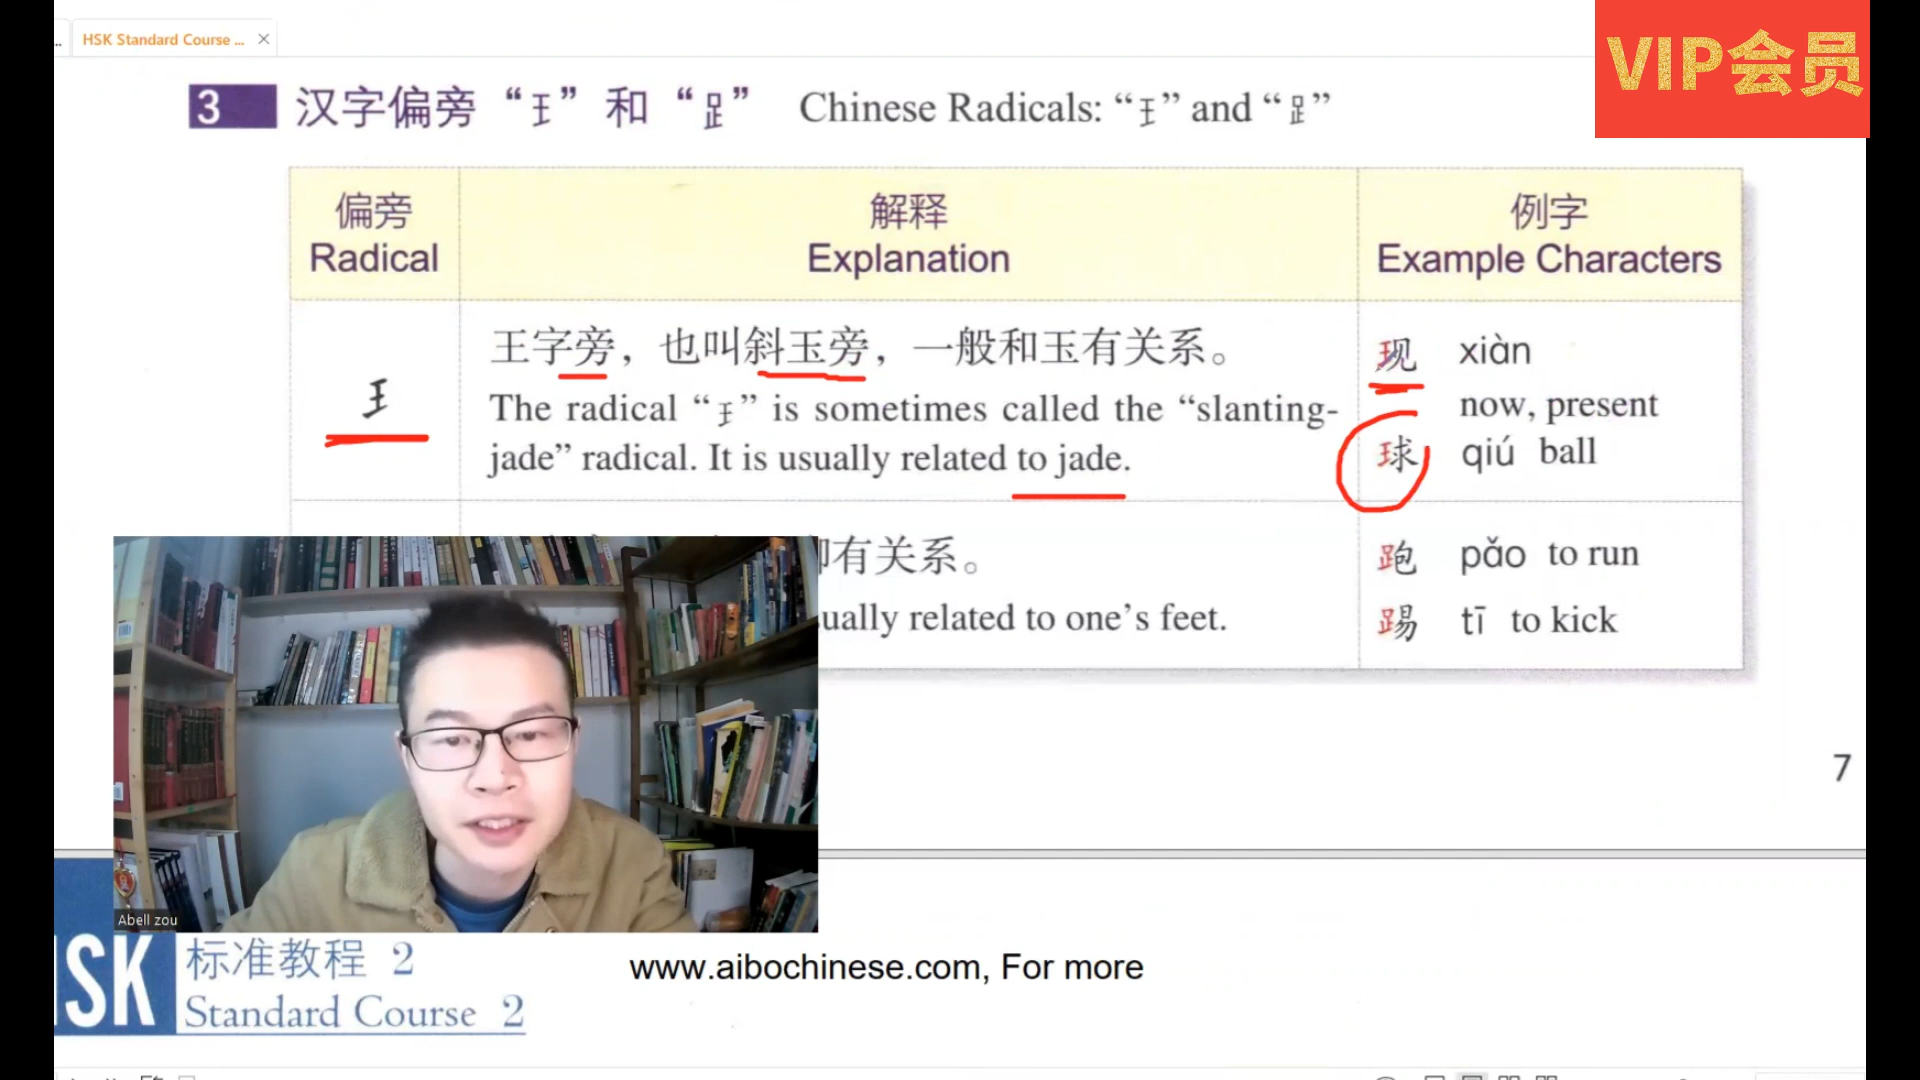 HSK Standard Course ...
VIP会员
3 汉字偏旁“𤣩”和“⻊” Chinese Radicals: “𤣩” and “⻊”
偏旁
Radical
解释
Explanation
例字
Example Characters
𤣩
王字旁，也叫斜玉旁，一般和玉有关系。
The radical “𤣩” is sometimes called the “slanting-
jade” radical. It is usually related to jade.
现 xiàn
now, present
球 qiú ball
有关系。
ually related to one’s feet.
跑 pǎo to run
踢 tī to kick
7
Abell zou
HSK 标准教程 2
Standard Course 2
www.aibochinese.com, For more